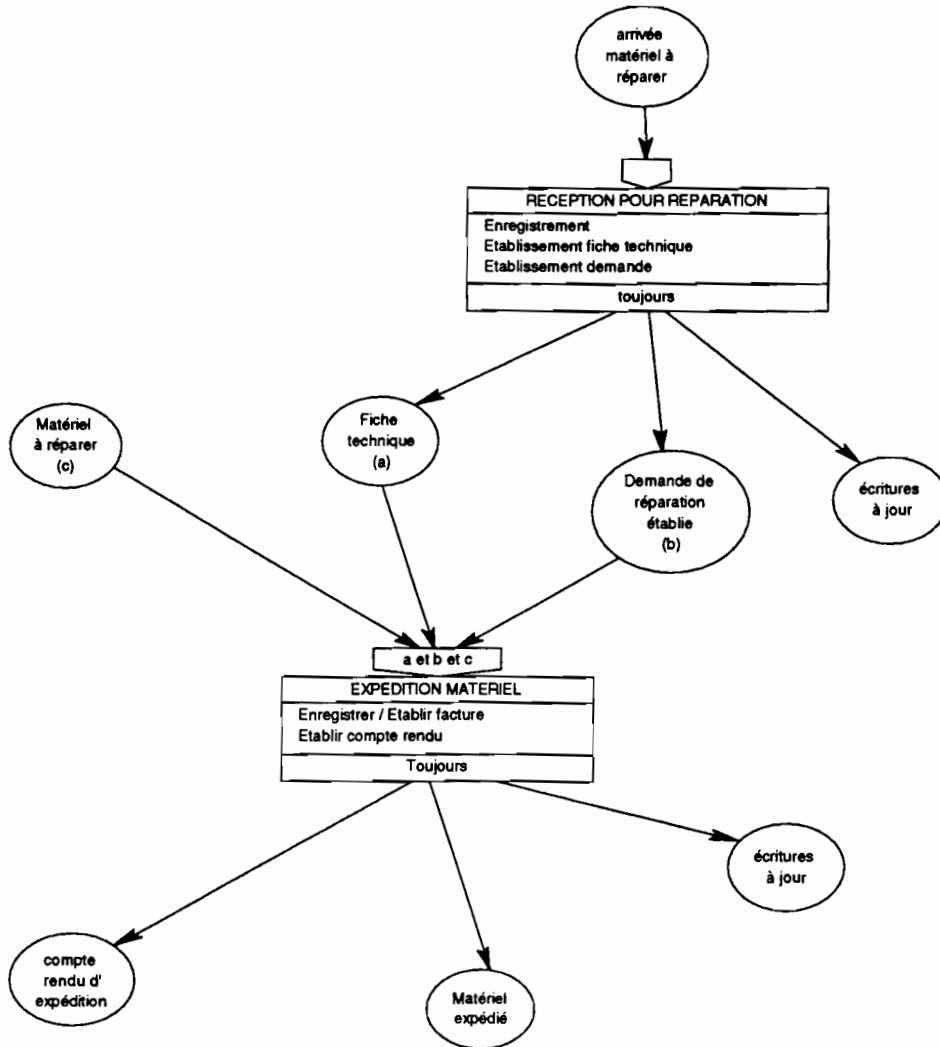 arrivée
matériel à
réparer
RECEPTION POUR REPARATION
Enregistrement
Etablissement fiche technique
Etablissement demande
toujours
Matériel
à réparer
(c)
Fiche
technique
(a)
Demande de
réparation
établie
(b)
écritures
à jour
a et b et c
EXPEDITION MATERIEL
Enregistrer / Etablir facture
Etablir compte rendu
Toujours
écritures
à jour
compte
rendu d'
expédition
Matériel
expédié